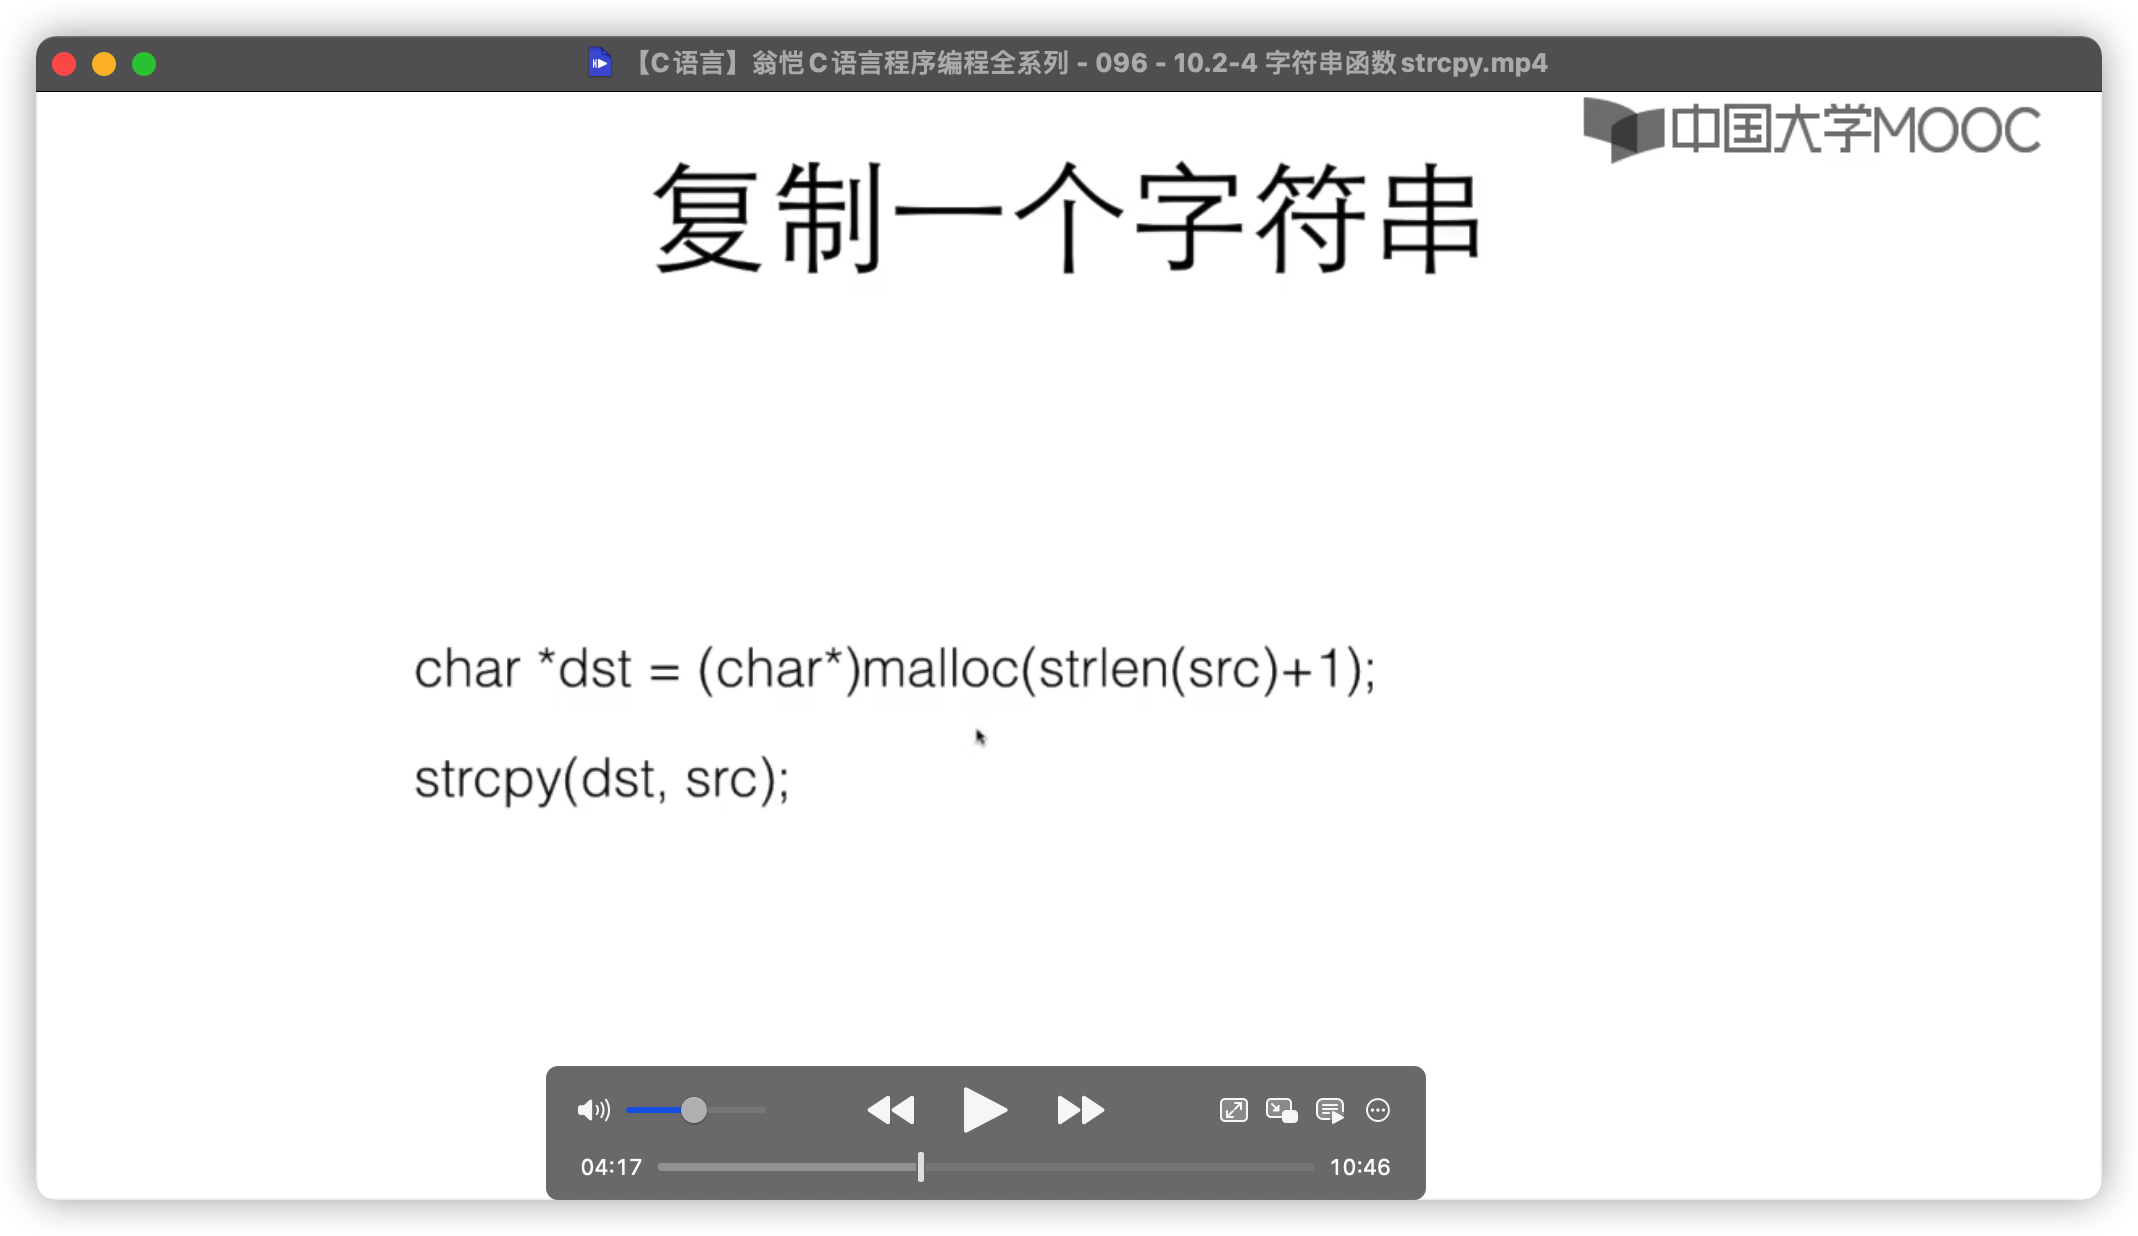 【C语言】翁恺C语言程序编程全系列 - 096 - 10.2-4 字符串函数strcpy.mp4
中国大学MOOC
复制一个字符串
char *dst = (char*)malloc(strlen(src)+1);
strcpy(dst, src);
04:17
10:46